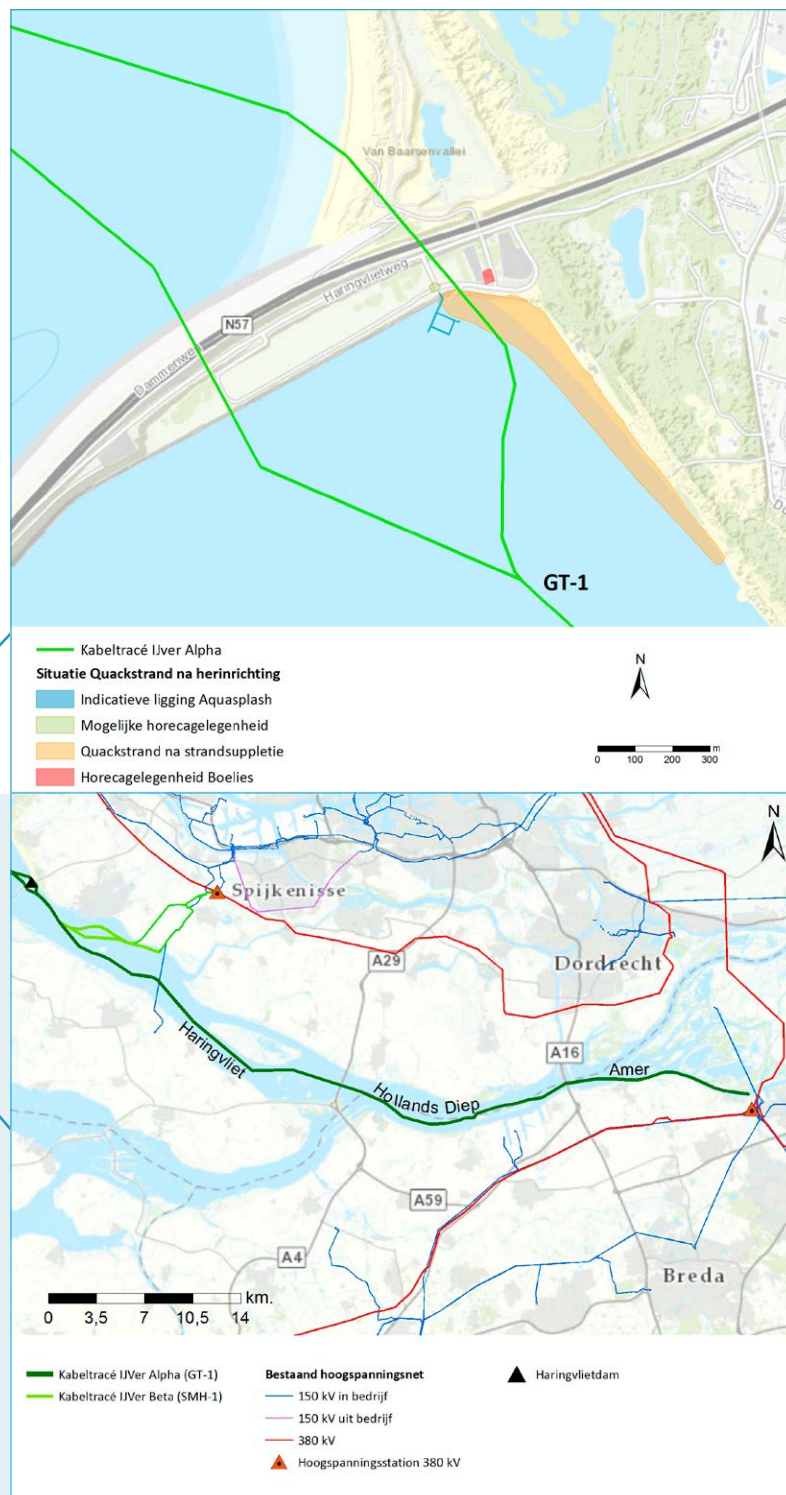 Van Baarsenvallei
Haringvlietweg
N57
Dammenweg
GT-1
Kabeltracé IJver Alpha
N
Situatie Quackstrand na herinrichting
Indicatieve ligging Aquasplash
Mogelijke horecagelegenheid
m
0 100 200 300
Quackstrand na strandsuppletie
Horecagelegenheid Boelies
N
Spijkenisse
A29
Dordrecht
Haringvliet
A16
Amer
Hollands Diep
A59
A4
Breda
km.
0 3,5 7 10,5 14
Kabeltracé IJVer Alpha (GT-1)
Kabeltracé IJVer Beta (SMH-1)
Bestaand hoogspanningsnet
150 kV in bedrijf
150 kV uit bedrijf
380 kV
Hoogspanningsstation 380 kV
Haringvlietdam